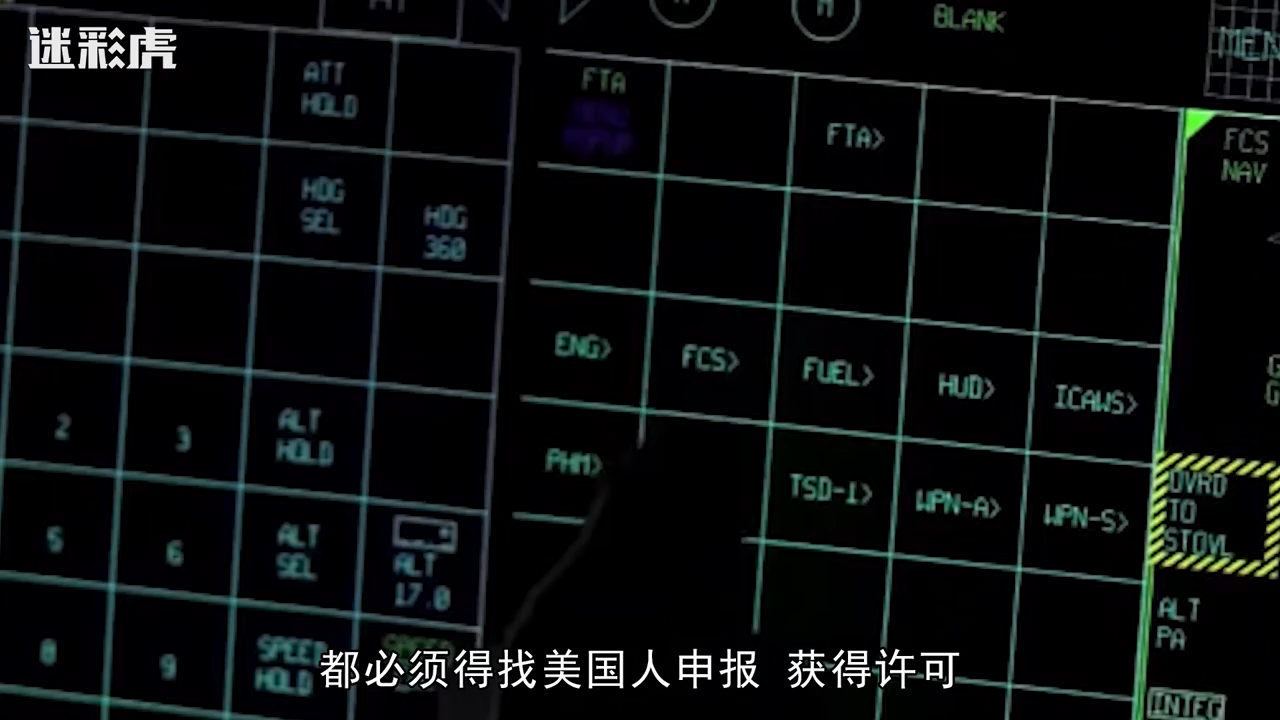 迷彩虎
BLANK
MEN
ATT
HOLD
HDG
SEL
HDG
360
FTA
FTA>
FCS
NAV
ENG>
FCS>
FUEL>
HUD>
ICAWS>
2
3
ALT
HOLD
PHM>
TSD-1>
WPN-A>
WPN-S>
OVRD
TO
STOVL
5
6
ALT
SEL
ALT
17.0
ALT
PA
8
9
SPEED
HOLD
INTEG
都必须得找美国人申报 获得许可